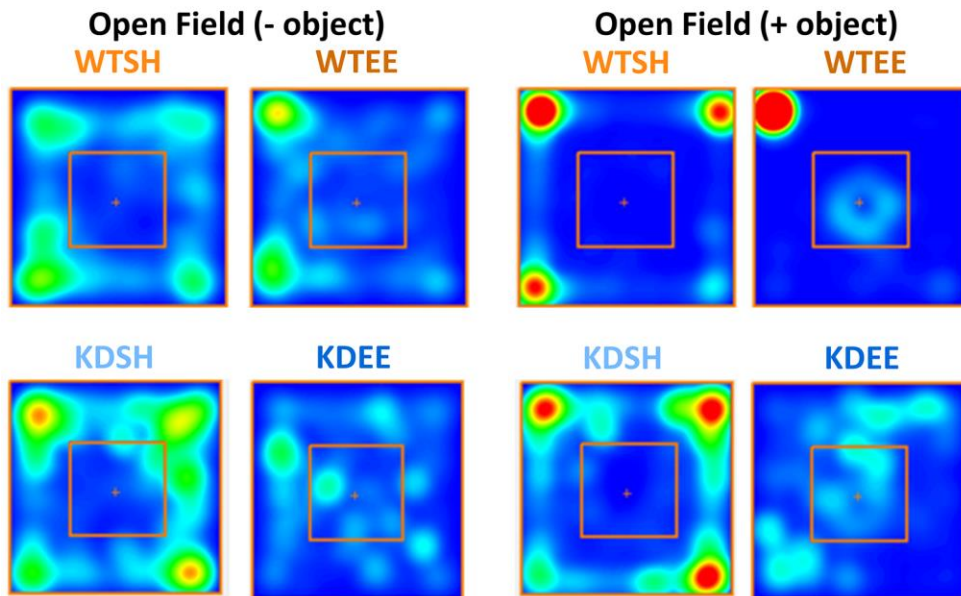 Open Field (- object) Open Field (+ object)
WTSH WTEE WTSH WTEE
KDSH KDEE KDSH KDEE